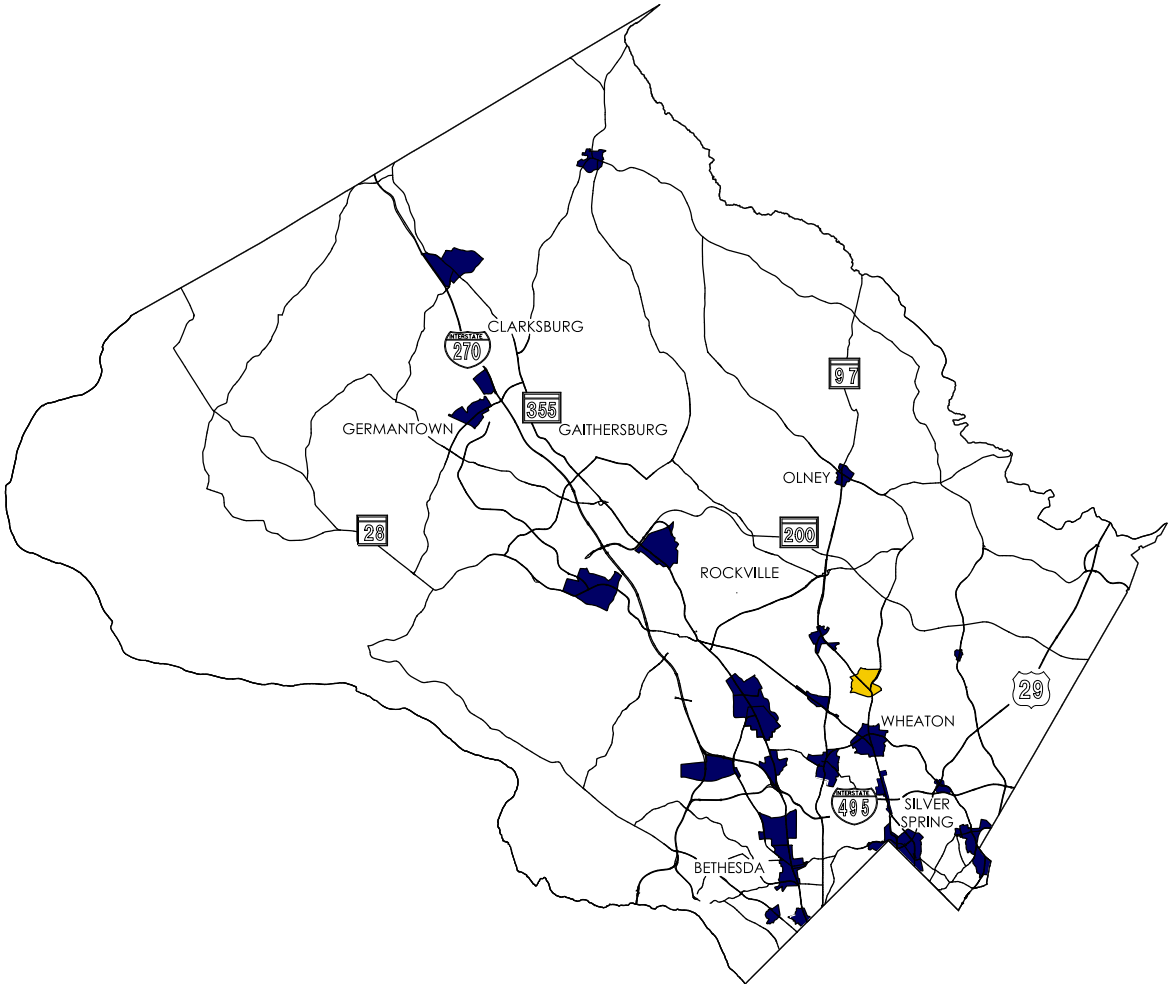 CLARKSBURG
INTERSTATE
270
97
355
GERMANTOWN
GAITHERSBURG
OLNEY
28
200
ROCKVILLE
29
WHEATON
INTERSTATE
495
SILVER
SPRING
BETHESDA